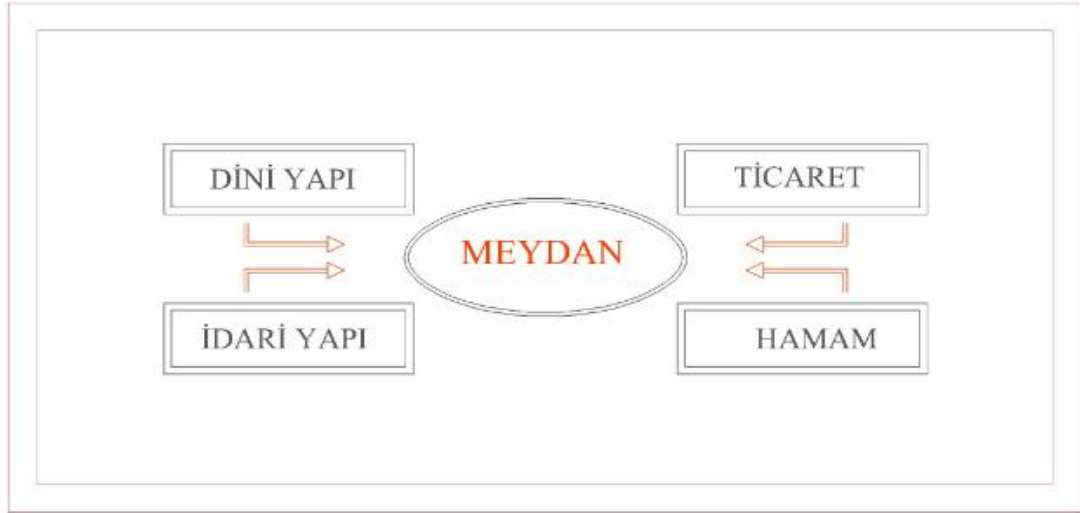 DİNİ YAPI
TİCARET
MEYDAN
İDARİ YAPI
HAMAM